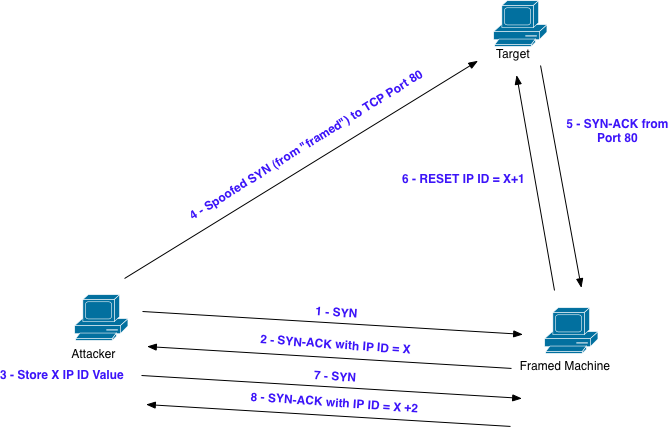 Target
4 - Spoofed SYN (from "framed") to TCP Port 80
5 - SYN-ACK from
Port 80
6 - RESET IP ID = X+1
1 - SYN
2 - SYN-ACK with IP ID = X
Attacker
Framed Machine
3 - Store X IP ID Value
7 - SYN
8 - SYN-ACK with IP ID = X +2